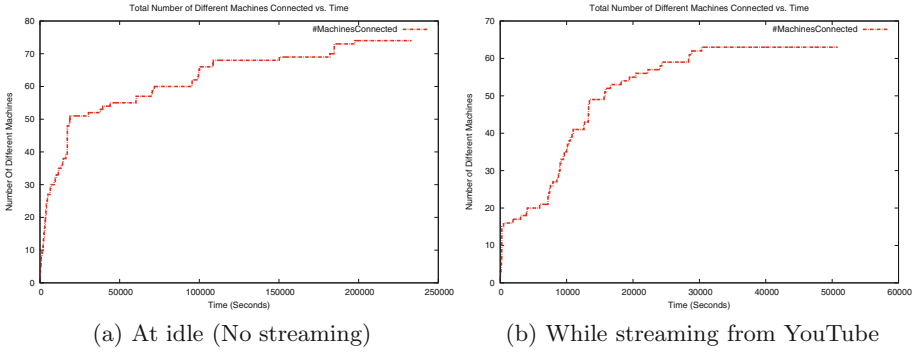 Total Number of Different Machines Connected vs. Time
#MachinesConnected
Number Of Different Machines
80
70
60
50
40
30
20
10
0
0 50000 100000 150000 200000 250000
Time (Seconds)
(a) At idle (No streaming)
Total Number of Different Machines Connected vs. Time
#MachinesConnected
Number of Different Machines
70
60
50
40
30
20
10
0
0 10000 20000 30000 40000 50000 60000
Time (Seconds)
(b) While streaming from YouTube